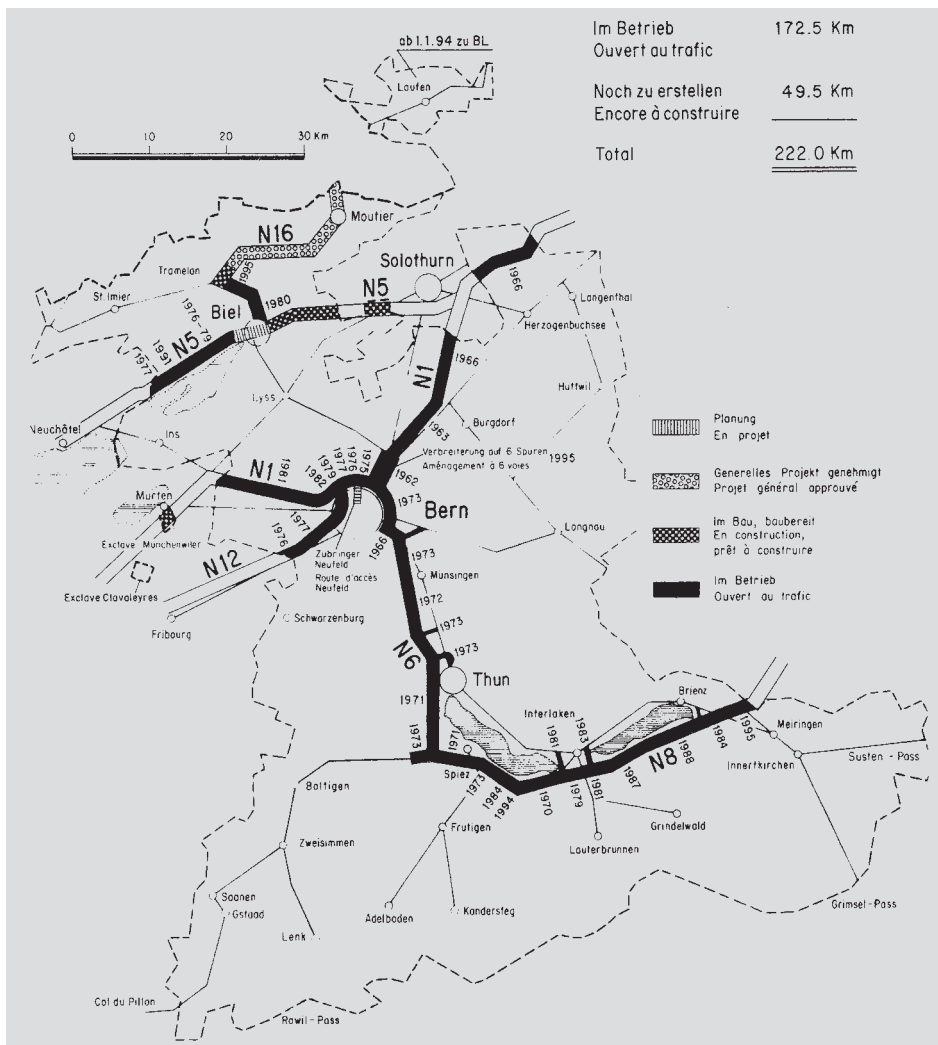 ab 1.1.94 zu BL
Laufen
Im Betrieb 172.5 Km
Ouvert au trafic
Noch zu erstellen 49.5 Km
Encore à construire
Total 222.0 Km
0 10 20 30 Km
Moutier
N16
Tramelan
1995
St. Imier
Solothurn
1966
Langenthal
Herzogenbuchsee
1980
N5
Biel
1976-79
N5
1991
1977
1966
N1
Huttwil
Lyss
Neuchâtel
Ins
1963
Burgdorf
Verbreiterung auf 6 Spuren
Aménagement à 6 voies
1995
1962
N1
1981
1982
1979
1977
1976
1975
1973
Bern
Murten
Exclave Münchenwiler
1977
1976
1966
N12
Zubringer
Neufeld
Route d'accès
Neufeld
Exclave Clavaleyres
Fribourg
Schwarzenburg
Langnau
1973
Münsingen
1972
1973
N6
1973
Thun
1971
1973
1971
Spiez
1973
1984
1994
Interlaken
1981
1983
Brienz
1970
1979
1981
1987
N8
1988
1984
1995
Meiringen
Innertkirchen
Susten-Pass
Grindelwald
Lauterbrunnen
Grimsel-Pass
Boltigen
Zweisimmen
Frutigen
Saanen
Gstaad
Lenk
Adelboden
Kandersteg
Col du Pillon
Rawil-Pass
Planung
En projet
Generelles Projekt genehmigt
Projet général approuvé
im Bau, baubereit
En construction,
prêt à construire
Im Betrieb
Ouvert au trafic